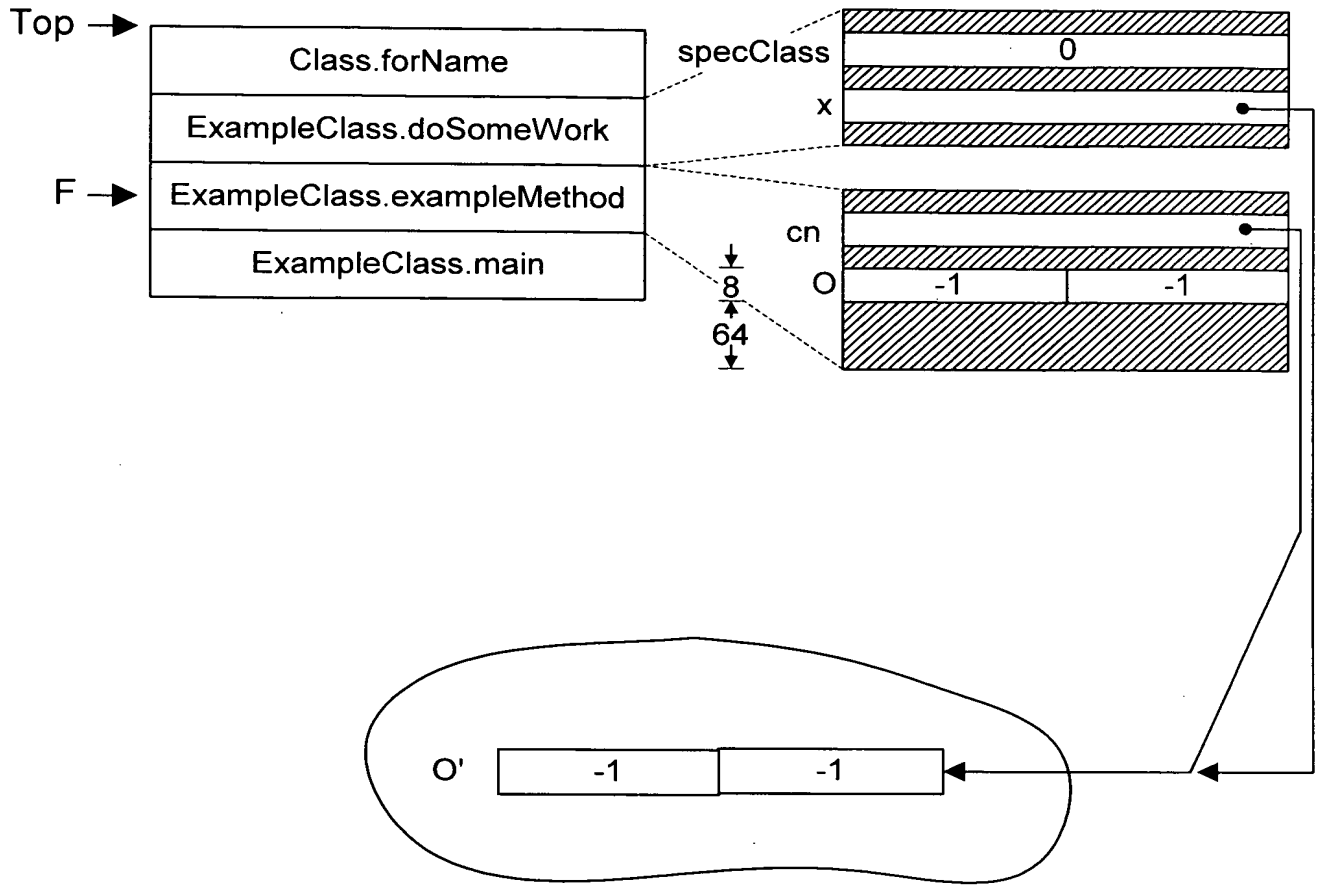 Top
Class.forName
ExampleClass.doSomeWork
F
ExampleClass.exampleMethod
ExampleClass.main
specClass
0
x
cn
O
-1
-1
8
64
O'
-1
-1